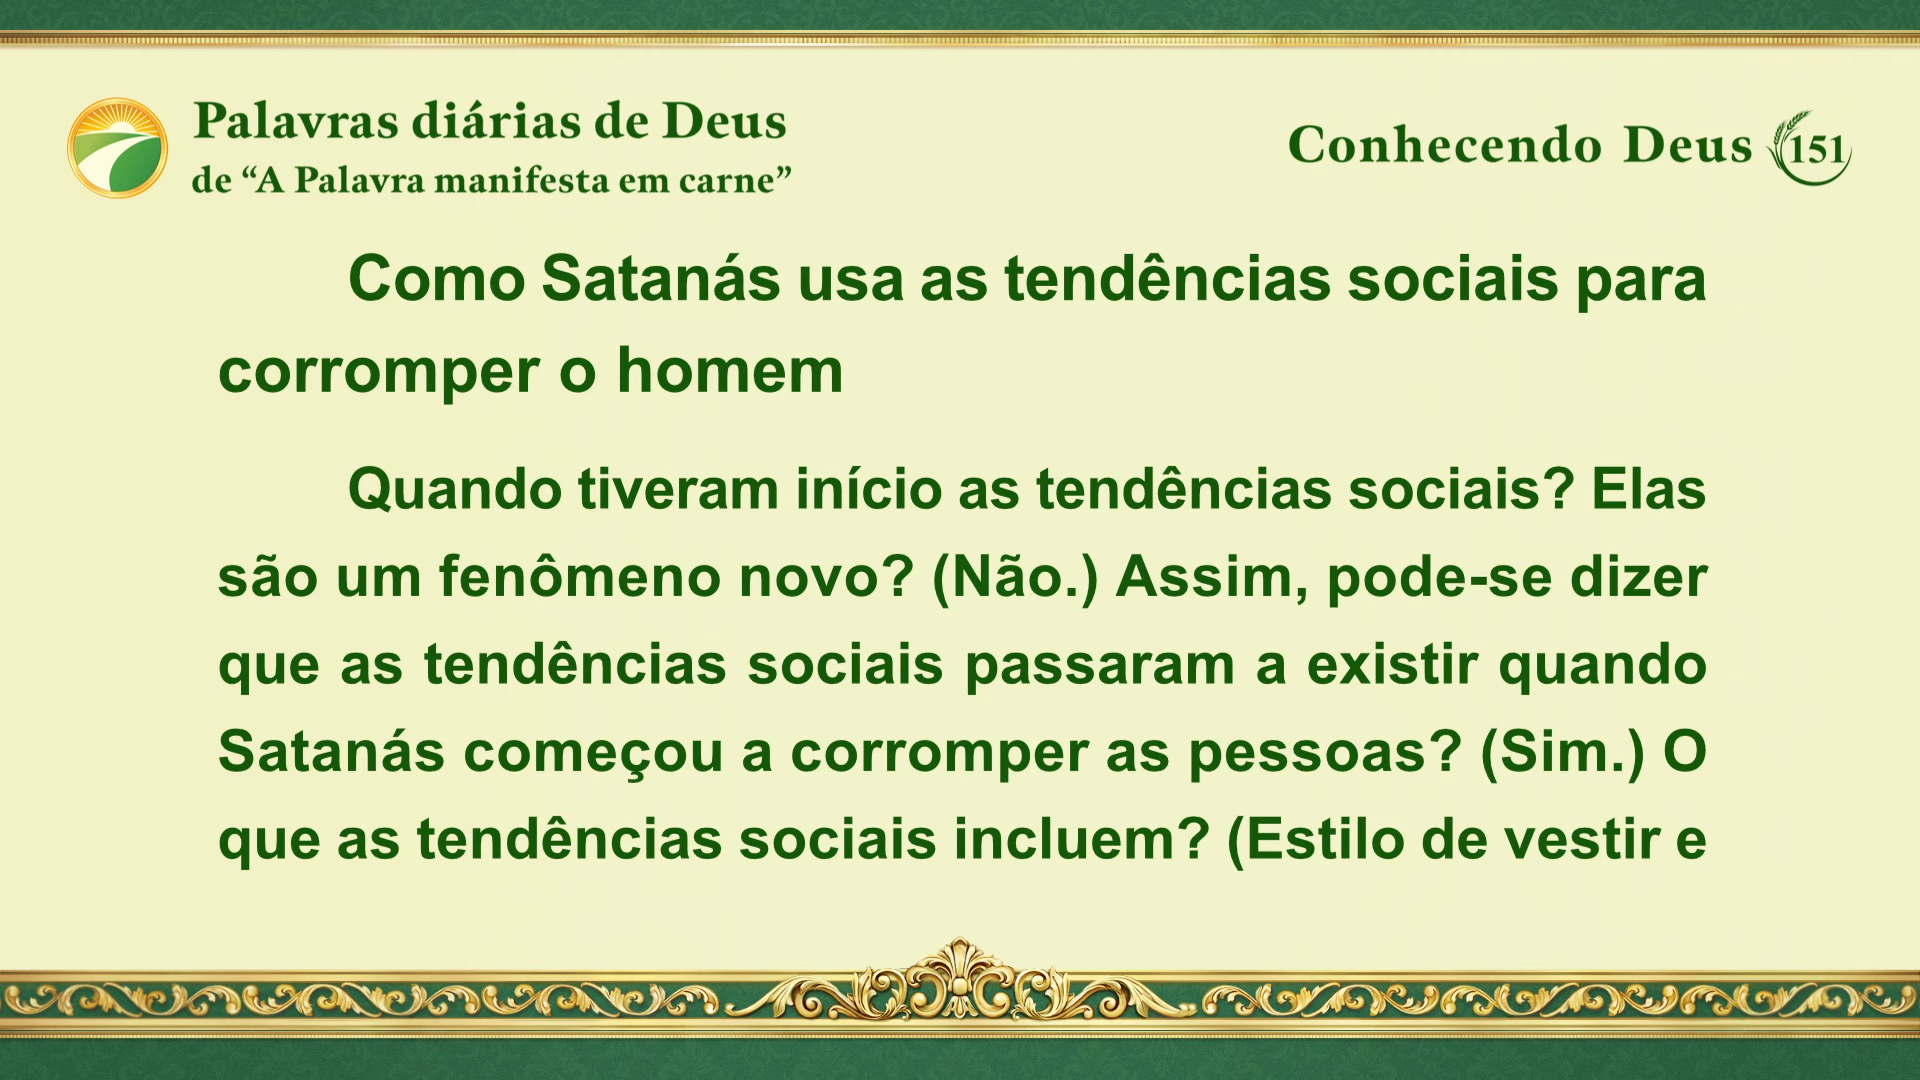 Palavras diárias de Deus
de “A Palavra manifesta em carne”
Conhecendo Deus 151
Como Satanás usa as tendências sociais para
corromper o homem
Quando tiveram início as tendências sociais? Elas
são um fenômeno novo? (Não.) Assim, pode-se dizer
que as tendências sociais passaram a existir quando
Satanás começou a corromper as pessoas? (Sim.) O
que as tendências sociais incluem? (Estilo de vestir e